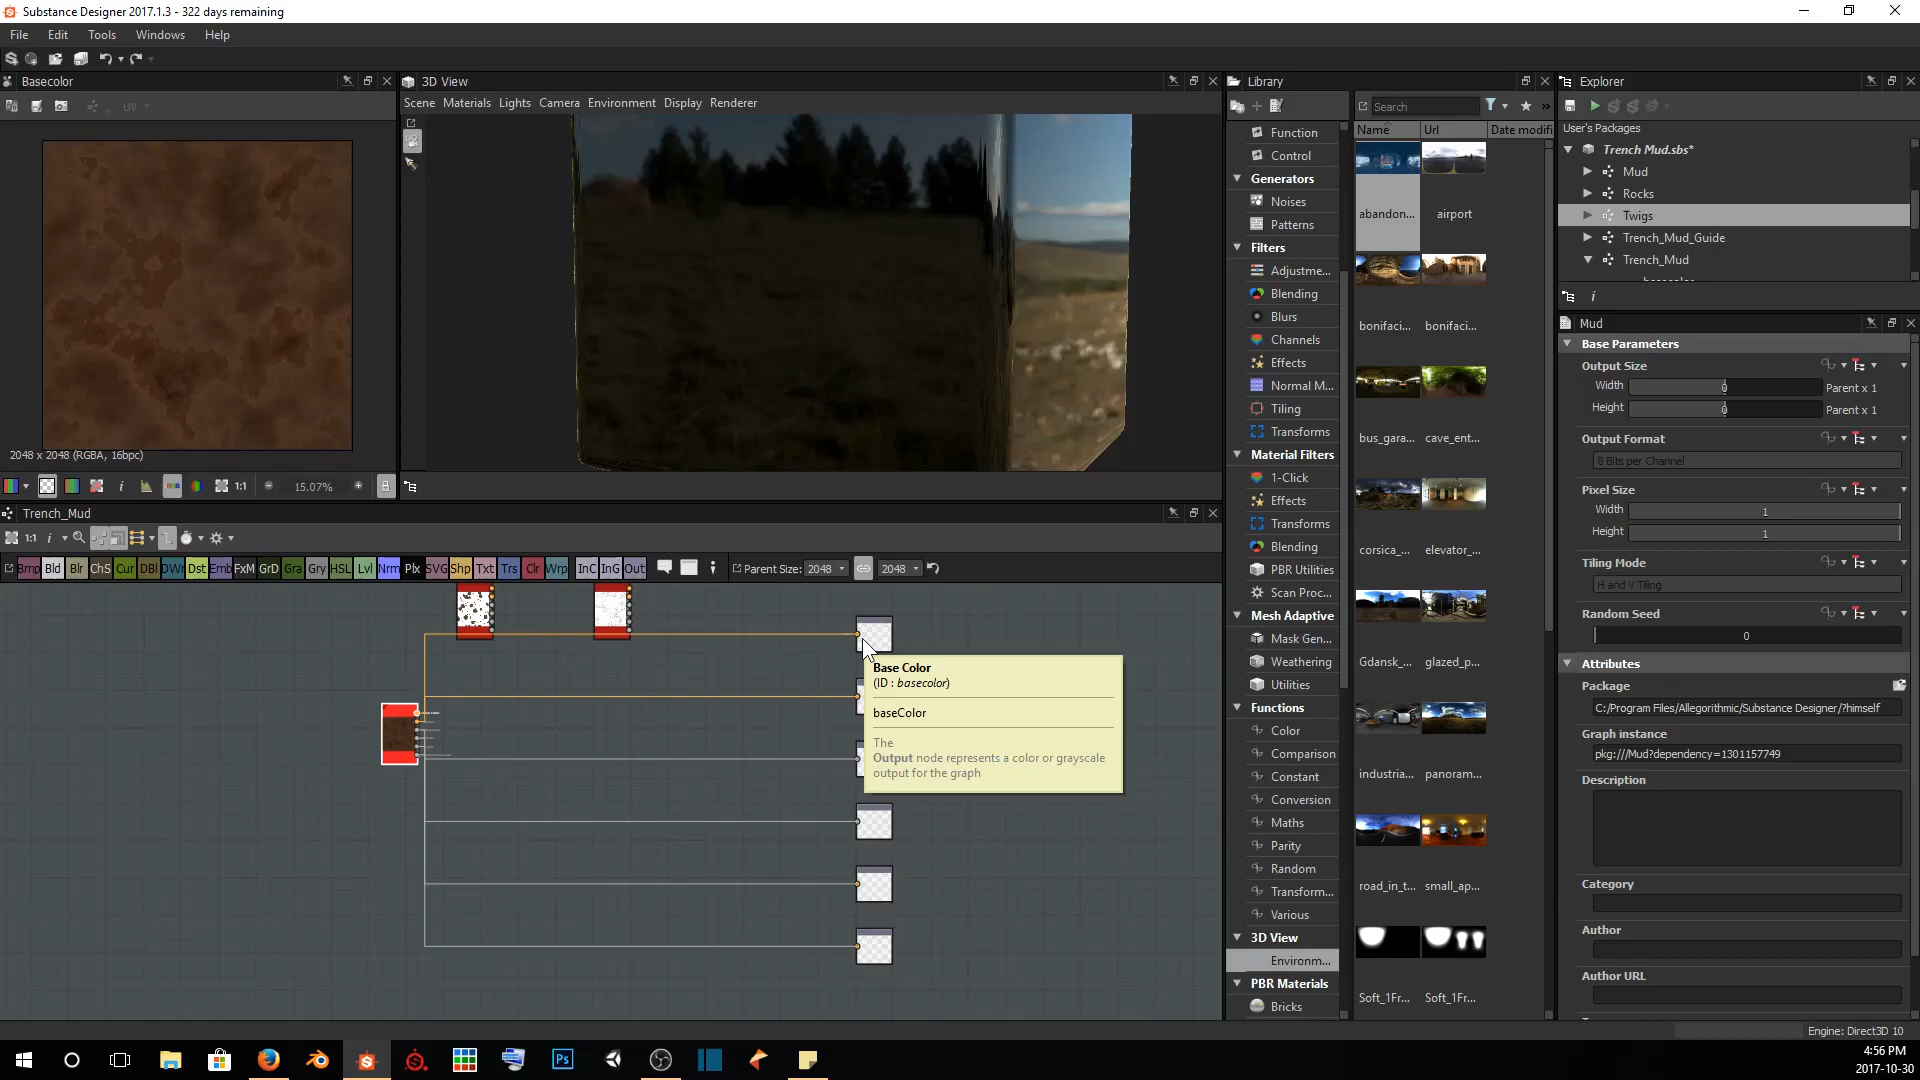 Substance Designer 2017.1.3 - 322 days remaining
File Edit Tools Windows Help
Basecolor
UV
2048 x 2048 (RGBA, 16bpc)
1:1
15.07%
3D View
Scene Materials Lights Camera Environment Display Renderer
Trench_Mud
1:1
Bmp Bld Blr ChS Cur DBl DWr Dst Emb FxM GrD Gra Gry HSL Lvl Nrm Plx SVG Shp Txt Trs Clr Wrp InC InG Out
Parent Size: 2048 2048
Base Color
(ID : basecolor)
baseColor
The
Output node represents a color or grayscale
output for the graph
Library
Function
Control
Generators
Noises
Patterns
Filters
Adjustme...
Blending
Blurs
Channels
Effects
Normal M...
Tiling
Transforms
Material Filters
1-Click
Effects
Transforms
Blending
PBR Utilities
Scan Proc...
Mesh Adaptive
Mask Gen...
Weathering
Utilities
Functions
Color
Comparison
Constant
Conversion
Maths
Parity
Random
Transform...
Various
3D View
Environm...
PBR Materials
Bricks
Search
Name Url Date modifi
abandon... airport
bonifaci... bonifaci...
bus_gara... cave_ent...
corsica_... elevator_...
Gdansk_... glazed_p...
industria... panoram...
road_in_t... small_ap...
Soft_1Fr... Soft_1Fr...
Explorer
User's Packages
Trench Mud.sbs*
Mud
Rocks
Twigs
Trench_Mud_Guide
Trench_Mud
basecolor
Mud
Base Parameters
Output Size
Width 0 Parent x 1
Height 0 Parent x 1
Output Format
8 Bits per Channel
Pixel Size
Width 1
Height 1
Tiling Mode
H and V Tiling
Random Seed
0
Attributes
Package
C:/Program Files/Allegorithmic/Substance Designer/?himself
Graph instance
pkg:///Mud?dependency=1301157749
Description
Category
Author
Author URL
Engine: Direct3D 10
4:56 PM
2017-10-30